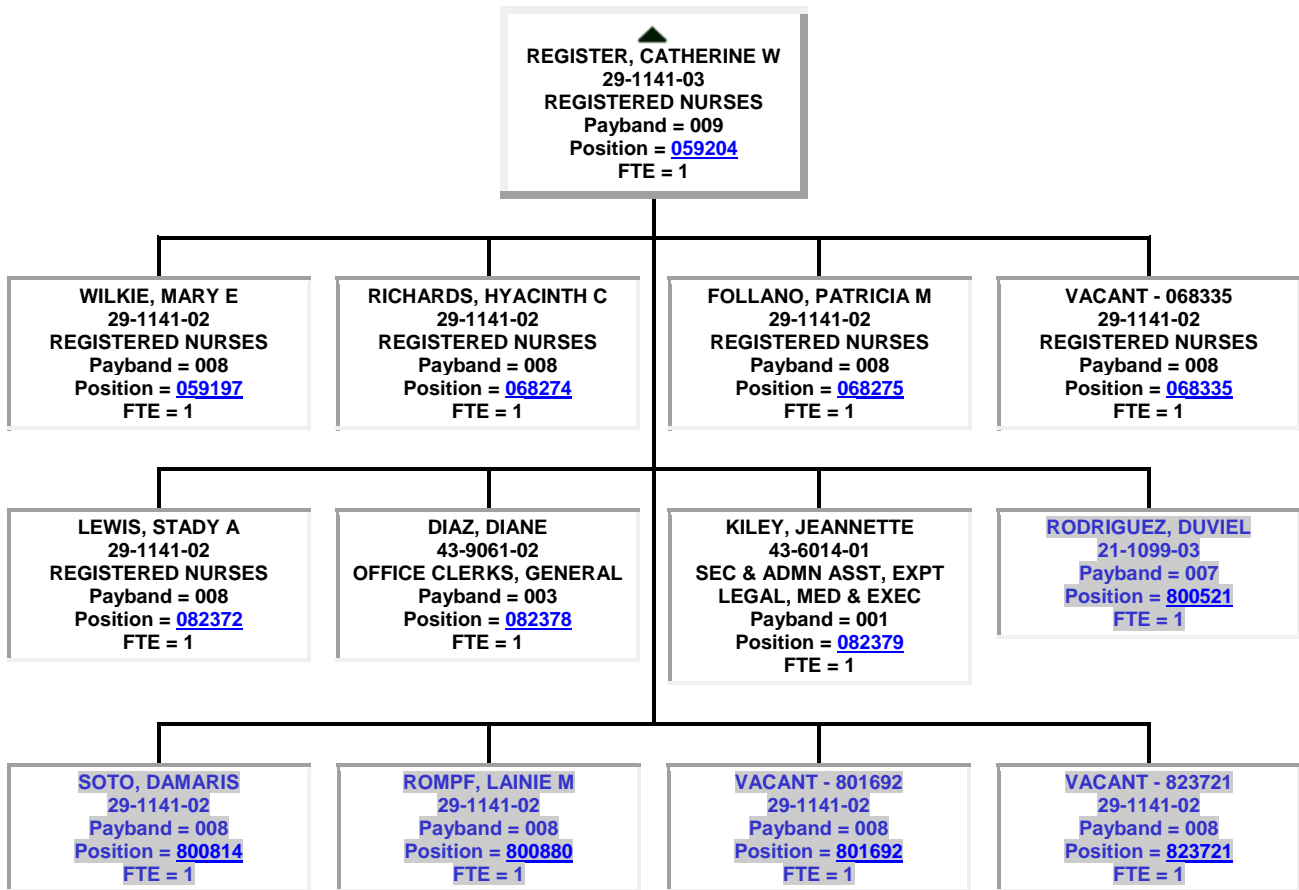 REGISTER, CATHERINE W
29-1141-03
REGISTERED NURSES
Payband = 009
Position = 059204
FTE = 1
WILKIE, MARY E
29-1141-02
REGISTERED NURSES
Payband = 008
Position = 059197
FTE = 1
RICHARDS, HYACINTH C
29-1141-02
REGISTERED NURSES
Payband = 008
Position = 068274
FTE = 1
FOLLANO, PATRICIA M
29-1141-02
REGISTERED NURSES
Payband = 008
Position = 068275
FTE = 1
VACANT - 068335
29-1141-02
REGISTERED NURSES
Payband = 008
Position = 068335
FTE = 1
LEWIS, STADY A
29-1141-02
REGISTERED NURSES
Payband = 008
Position = 082372
FTE = 1
DIAZ, DIANE
43-9061-02
OFFICE CLERKS, GENERAL
Payband = 003
Position = 082378
FTE = 1
KILEY, JEANNETTE
43-6014-01
SEC & ADMN ASST, EXPT
LEGAL, MED & EXEC
Payband = 001
Position = 082379
FTE = 1
RODRIGUEZ, DUVIEL
21-1099-03
Payband = 007
Position = 800521
FTE = 1
SOTO, DAMARIS
29-1141-02
Payband = 008
Position = 800814
FTE = 1
ROMPF, LAINIE M
29-1141-02
Payband = 008
Position = 800880
FTE = 1
VACANT - 801692
29-1141-02
Payband = 008
Position = 801692
FTE = 1
VACANT - 823721
29-1141-02
Payband = 008
Position = 823721
FTE = 1